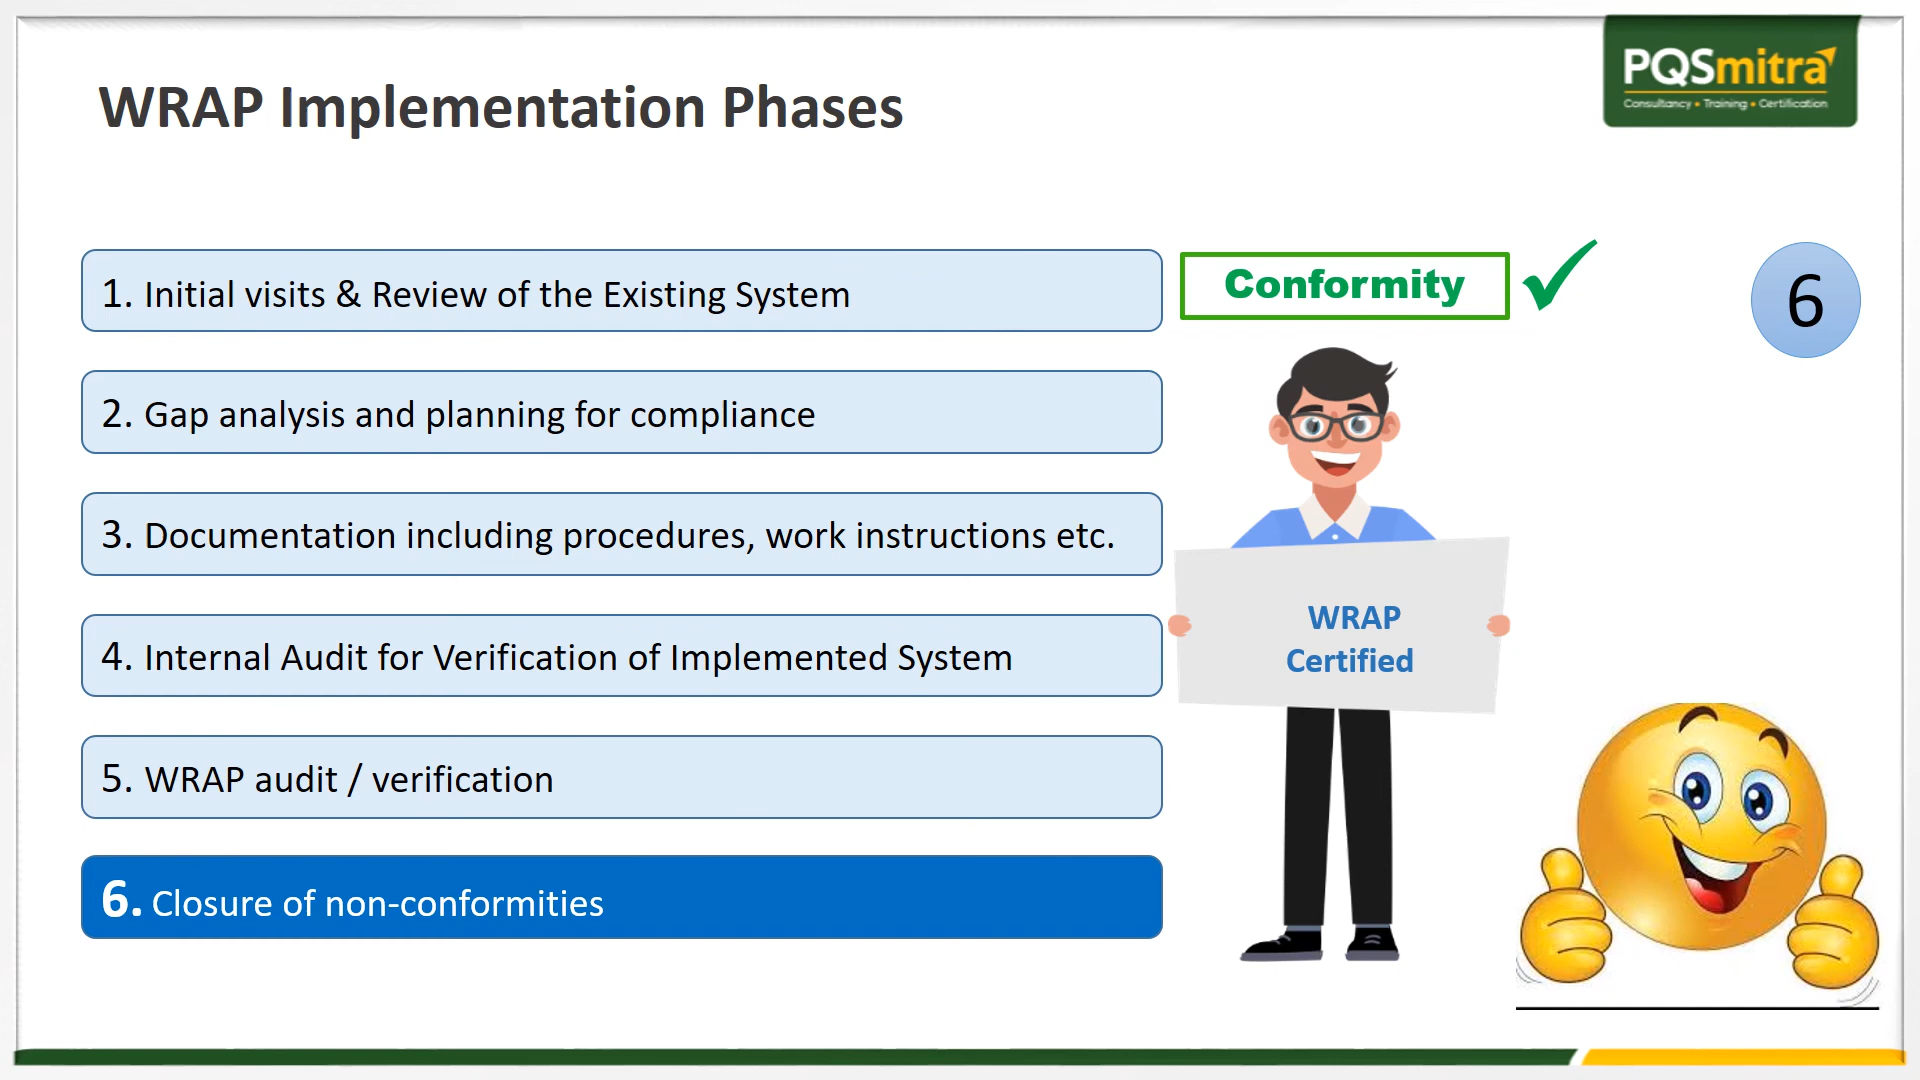 PQSmitra
Consultancy • Training • Certification
WRAP Implementation Phases
1. Initial visits & Review of the Existing System
2. Gap analysis and planning for compliance
3. Documentation including procedures, work instructions etc.
4. Internal Audit for Verification of Implemented System
5. WRAP audit / verification
6. Closure of non-conformities
Conformity
6
WRAP
Certified